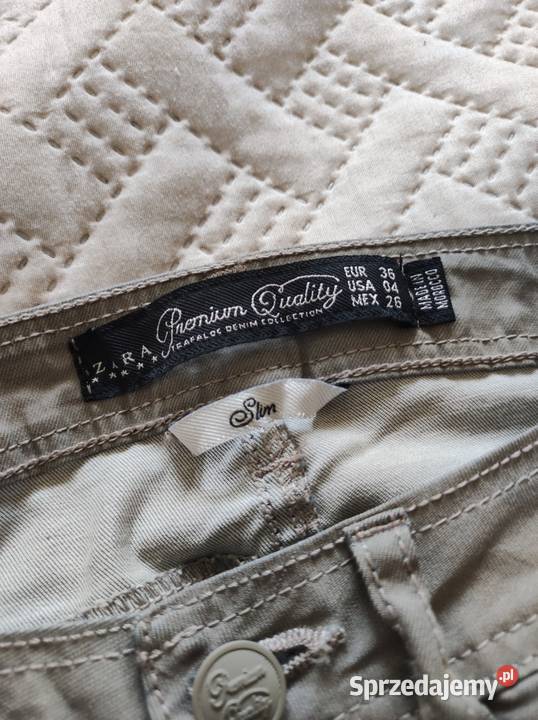 ZARA
Premium Quality
TRAFALUC DENIM COLLECTION
EUR 36
USA 04
MEX 26
MADE IN
MOROCCO
Slim
Sprzedajemy.pl